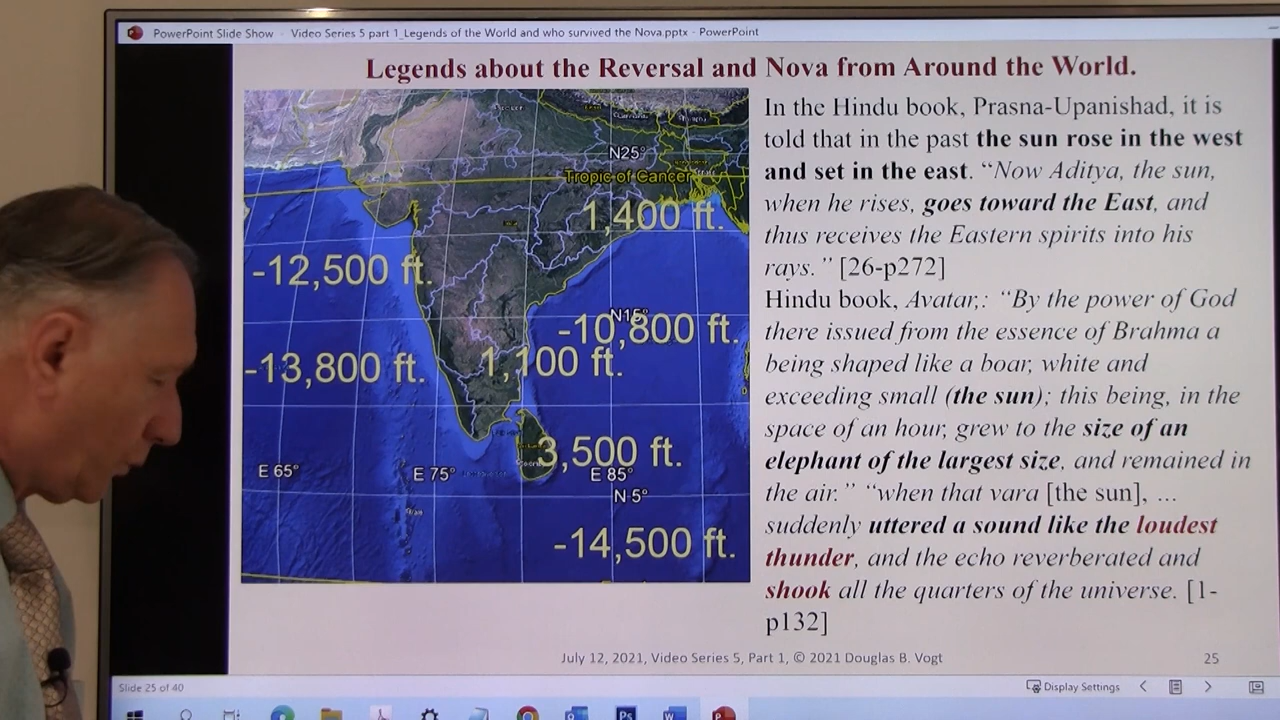 PowerPoint Slide Show - Video Series 5 part 1_Legends of the World and who survived the Nova.pptx - PowerPoint
Legends about the Reversal and Nova from Around the World.
N25°
Tropic of Cancer
1,400 ft.
-12,500 ft.
N15°
-10,800 ft.
-13,800 ft.
1,100 ft.
3,500 ft.
E 65°
E 75°
E 85°
N 5°
-14,500 ft.
In the Hindu book, Prasna-Upanishad, it is
told that in the past the sun rose in the west
and set in the east. “Now Aditya, the sun,
when he rises, goes toward the East, and
thus receives the Eastern spirits into his
rays.” [26-p272]
Hindu book, Avatar,: “By the power of God
there issued from the essence of Brahma a
being shaped like a boar, white and
exceeding small (the sun); this being, in the
space of an hour, grew to the size of an
elephant of the largest size, and remained in
the air.” “when that vara [the sun], …
suddenly uttered a sound like the loudest
thunder, and the echo reverberated and
shook all the quarters of the universe. [1-
p132]
July 12, 2021, Video Series 5, Part 1, © 2021 Douglas B. Vogt
25
Slide 25 of 40
Display Settings